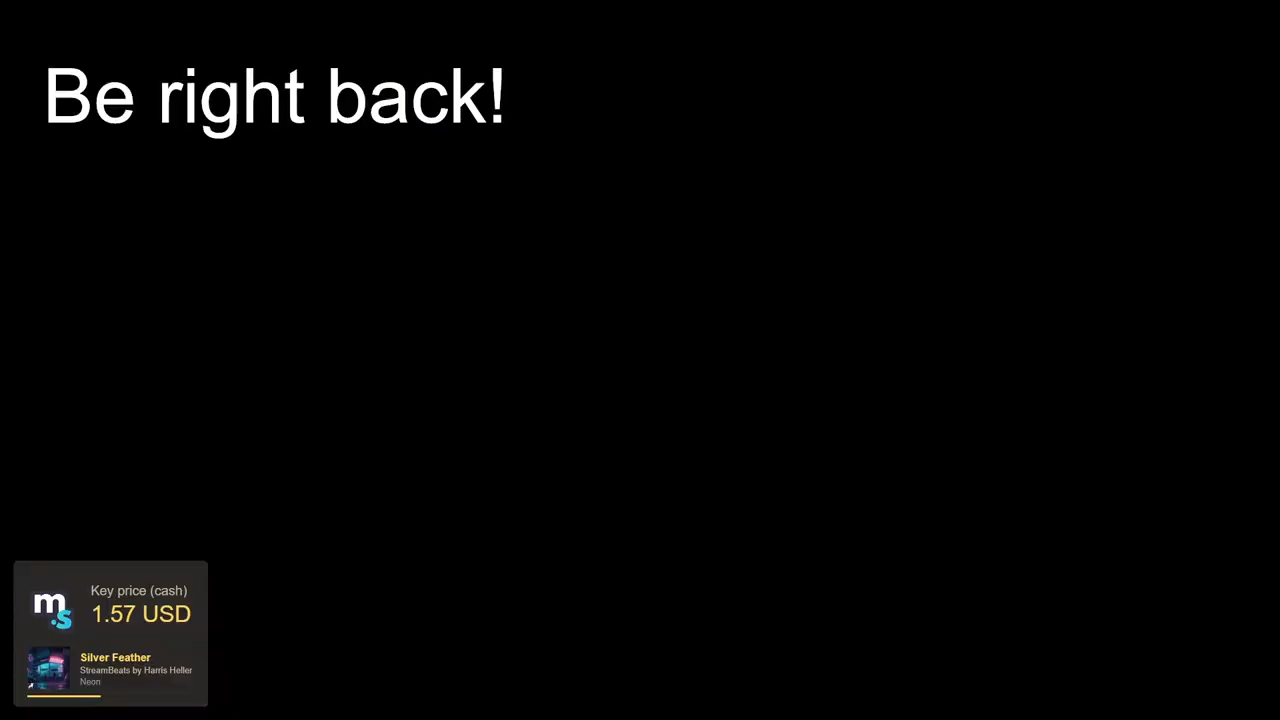 Be right back!
Key price (cash)
m.s
1.57 USD
Silver Feather
StreamBeats by Harris Heller
Neon